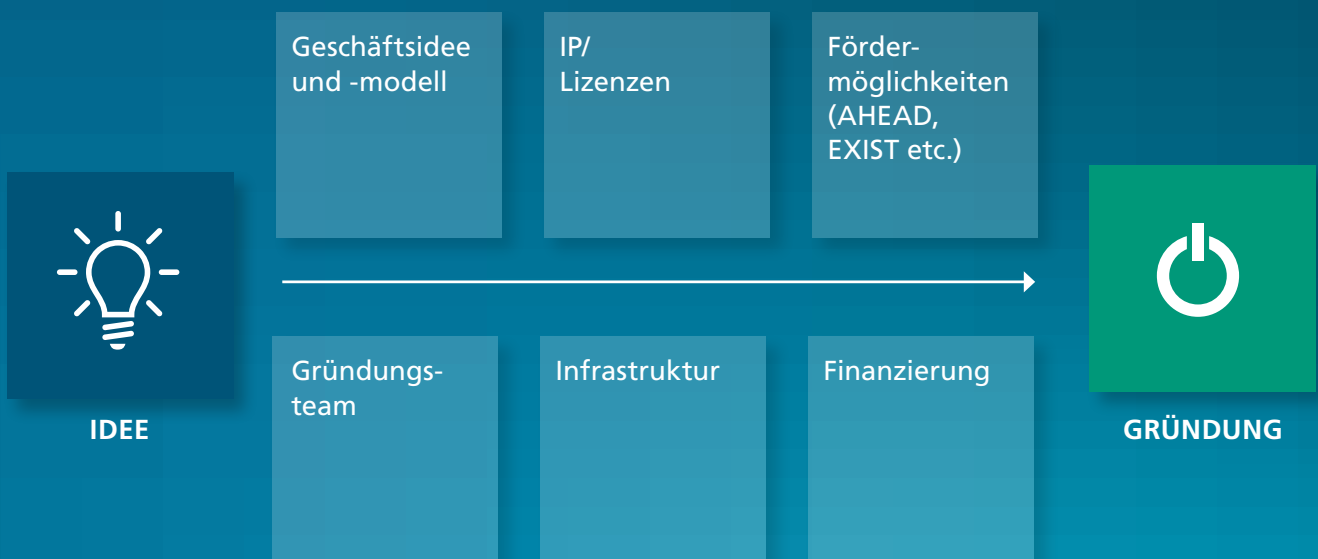 Geschäftsidee
und -modell
IP/
Lizenzen
Förder-
möglichkeiten
(AHEAD,
EXIST etc.)
IDEE
GRÜNDUNG
Gründungs-
team
Infrastruktur
Finanzierung